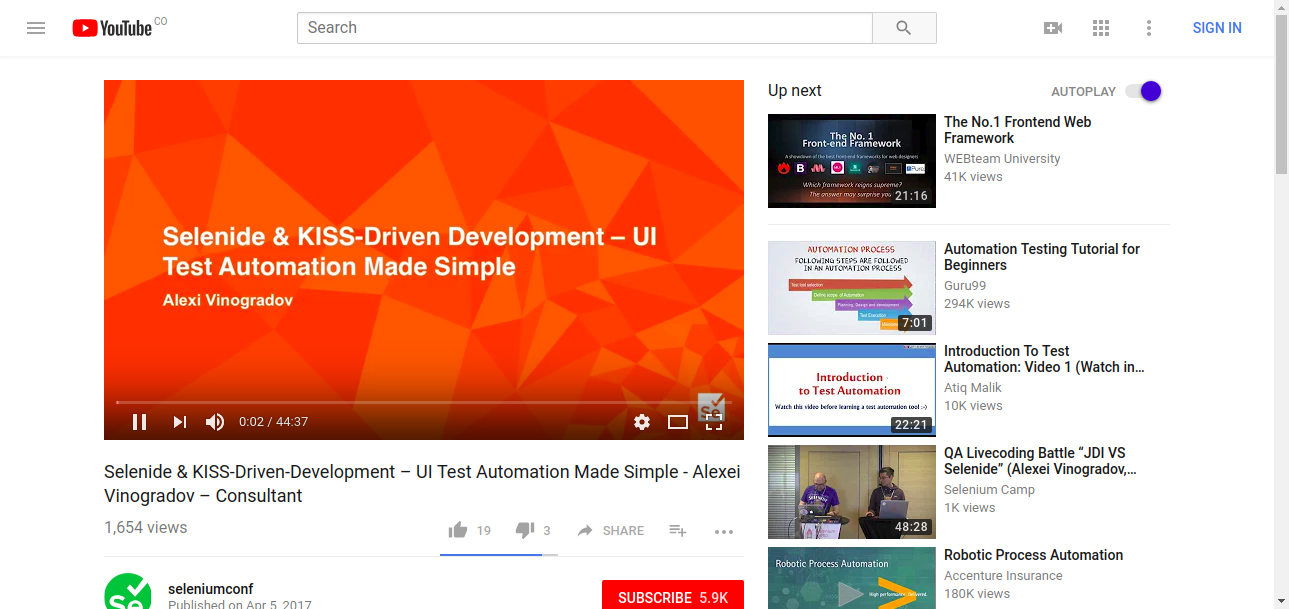 YouTube CO
Search
SIGN IN
Selenide & KISS-Driven Development – UI
Test Automation Made Simple
Alexi Vinogradov
Se
0:02 / 44:37
Selenide & KISS-Driven-Development – UI Test Automation Made Simple - Alexei
Vinogradov – Consultant
1,654 views
19
3
SHARE
Se
seleniumconf
Published on Apr 5, 2017
SUBSCRIBE 5.9K
Up next
AUTOPLAY
The No. 1
Front-end Framework
A showdown of the best front-end frameworks for web designers
B
Pure
Which framework reigns supreme?
The answer may surprise you
21:16
The No.1 Frontend Web
Framework
WEBteam University
41K views
AUTOMATION PROCESS
FOLLOWING STEPS ARE FOLLOWED
IN AN AUTOMATION PROCESS
Test tool selection
Define scope of Automation
Planning, Design and development
Test Execution
7:01
Automation Testing Tutorial for
Beginners
Guru99
294K views
Introduction
to Test Automation
Watch this video before learning a test automation tool :-)
22:21
Introduction To Test
Automation: Video 1 (Watch in...
Atiq Malik
10K views
48:28
QA Livecoding Battle “JDI VS
Selenide” (Alexei Vinogradov,...
Selenium Camp
1K views
Robotic Process Automation
High performance. Delivered.
Robotic Process Automation
Accenture Insurance
180K views